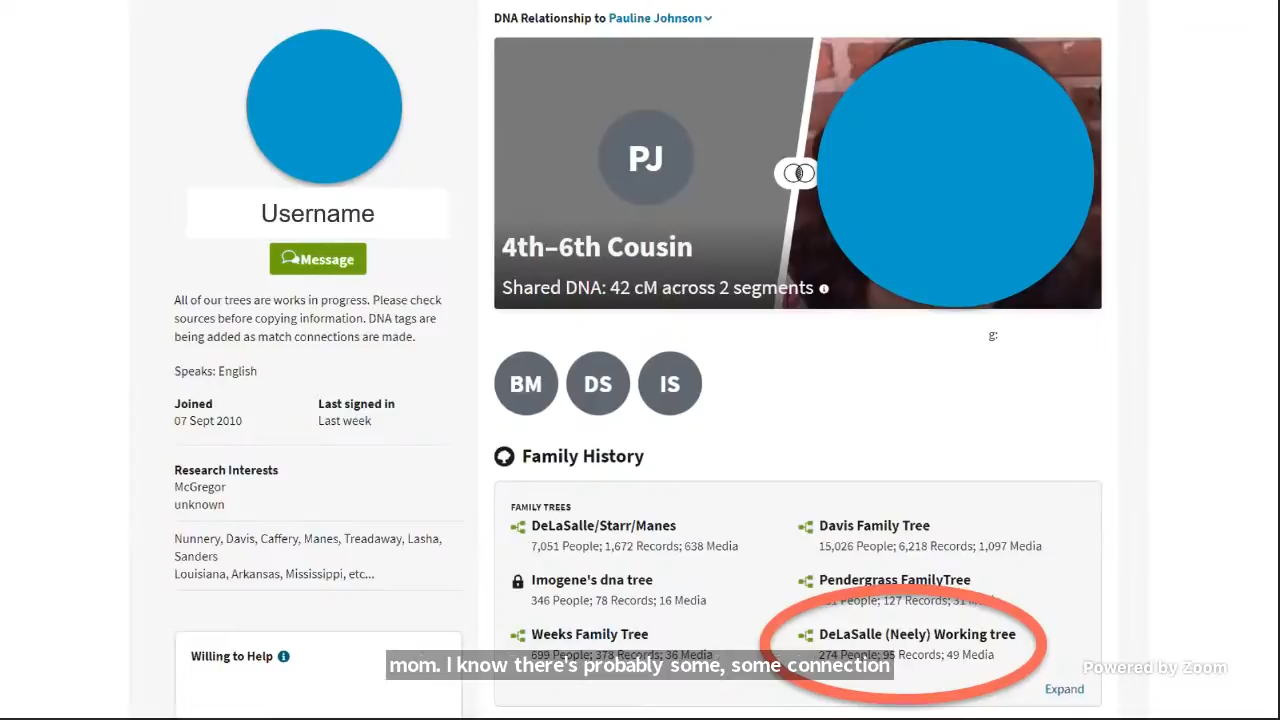 DNA Relationship to Pauline Johnson
PJ
4th–6th Cousin
Shared DNA: 42 cM across 2 segments
Username
Message
All of our trees are works in progress. Please check
sources before copying information. DNA tags are
being added as match connections are made.
Speaks: English
Joined
Last signed in
07 Sept 2010
Last week
Research Interests
McGregor
unknown
Nunnery, Davis, Caffery, Manes, Treadaway, Lasha,
Sanders
Louisiana, Arkansas, Mississippi, etc...
Willing to Help
g:
BM DS IS
Family History
FAMILY TREES
DeLaSalle/Starr/Manes
7,051 People; 1,672 Records; 638 Media
Davis Family Tree
15,026 People; 6,218 Records; 1,097 Media
Imogene's dna tree
346 People; 78 Records; 16 Media
Pendergrass FamilyTree
People; 127 Records;
Weeks Family Tree
699 People; 378 Records; 36 Media
DeLaSalle (Neely) Working tree
274 People; 95 Records; 49 Media
Expand
mom. I know there's probably some, some connection
Powered by Zoom